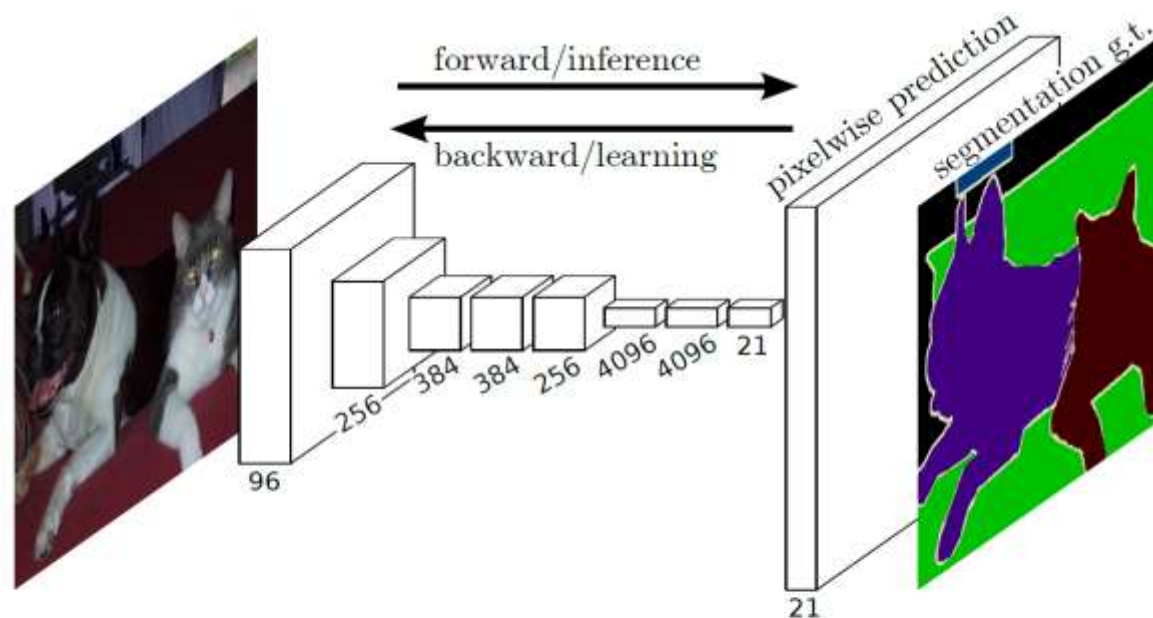 forward/inference
backward/learning
pixelwise prediction
segmentation g.t.
96
256
384
384
256
4096
4096
21
21